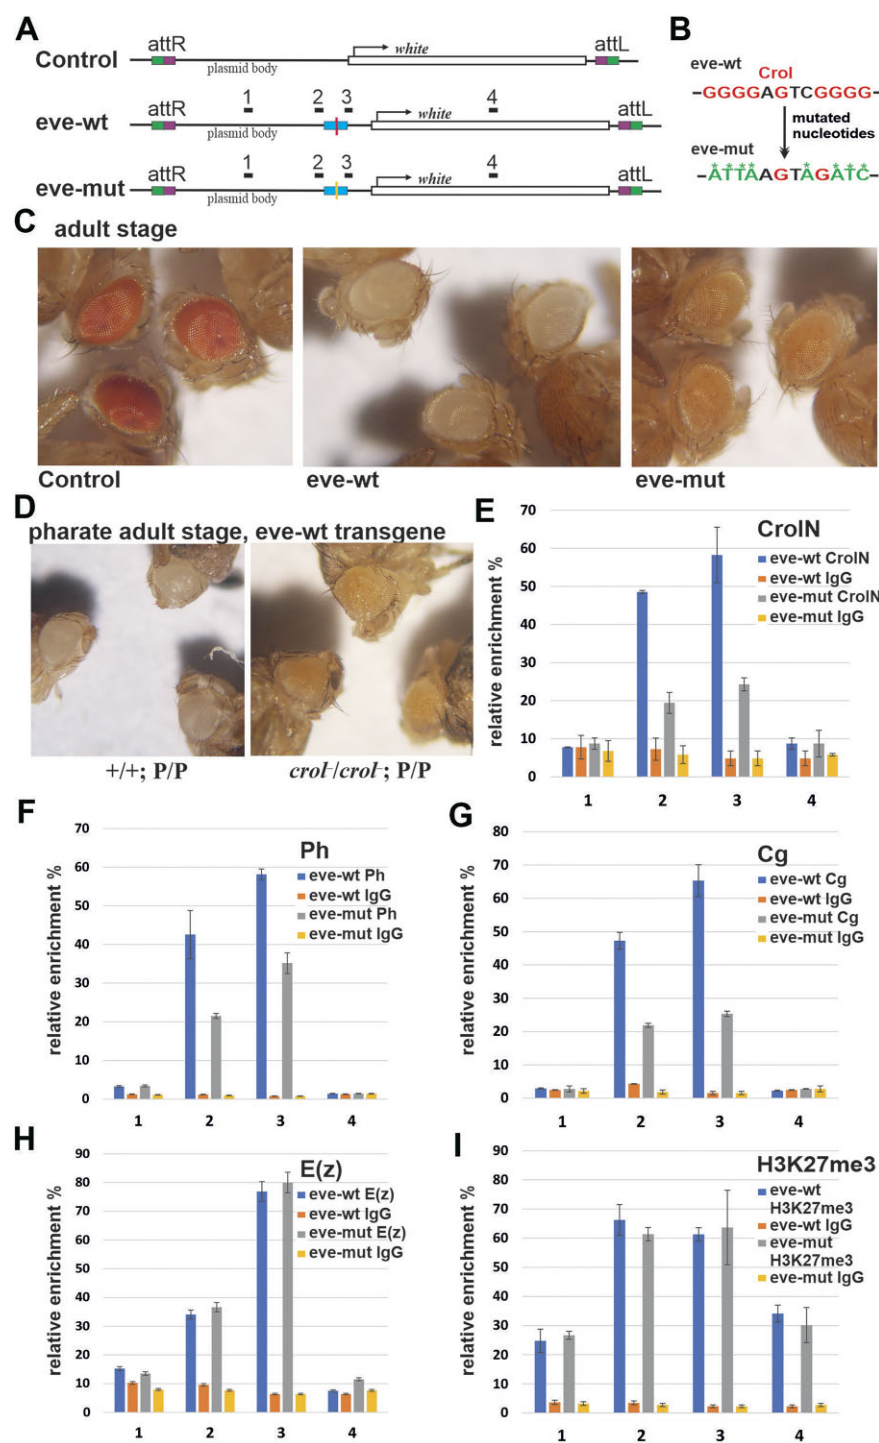 A
Control
attR
plasmid body
white
attL
eve-wt
attR
1
2
3
4
plasmid body
white
attL
eve-mut
attR
1
2
3
4
plasmid body
white
attL
B
eve-wt
Crol
–GGGGAGTCGGGG–
mutated
nucleotides
eve-mut
* * * * * * * * *
–ATTAAGTAGATC–
C adult stage
Control
eve-wt
eve-mut
D
pharate adult stage, eve-wt transgene
+/+; P/P
crol-/crol-; P/P
E
CrolN
relative enrichment %
70
60
50
40
30
20
10
0
eve-wt CrolN
eve-wt IgG
eve-mut CrolN
eve-mut IgG
1 2 3 4
F
Ph
relative enrichment %
70
60
50
40
30
20
10
0
eve-wt Ph
eve-wt IgG
eve-mut Ph
eve-mut IgG
1 2 3 4
G
Cg
relative enrichment %
80
70
60
50
40
30
20
10
0
eve-wt Cg
eve-wt IgG
eve-mut Cg
eve-mut IgG
1 2 3 4
H
E(z)
relative enrichment %
90
80
70
60
50
40
30
20
10
0
eve-wt E(z)
eve-wt IgG
eve-mut E(z)
eve-mut IgG
1 2 3 4
I
H3K27me3
relative enrichment %
90
80
70
60
50
40
30
20
10
0
eve-wt
H3K27me3
eve-wt IgG
eve-mut
H3K27me3
eve-mut IgG
1 2 3 4